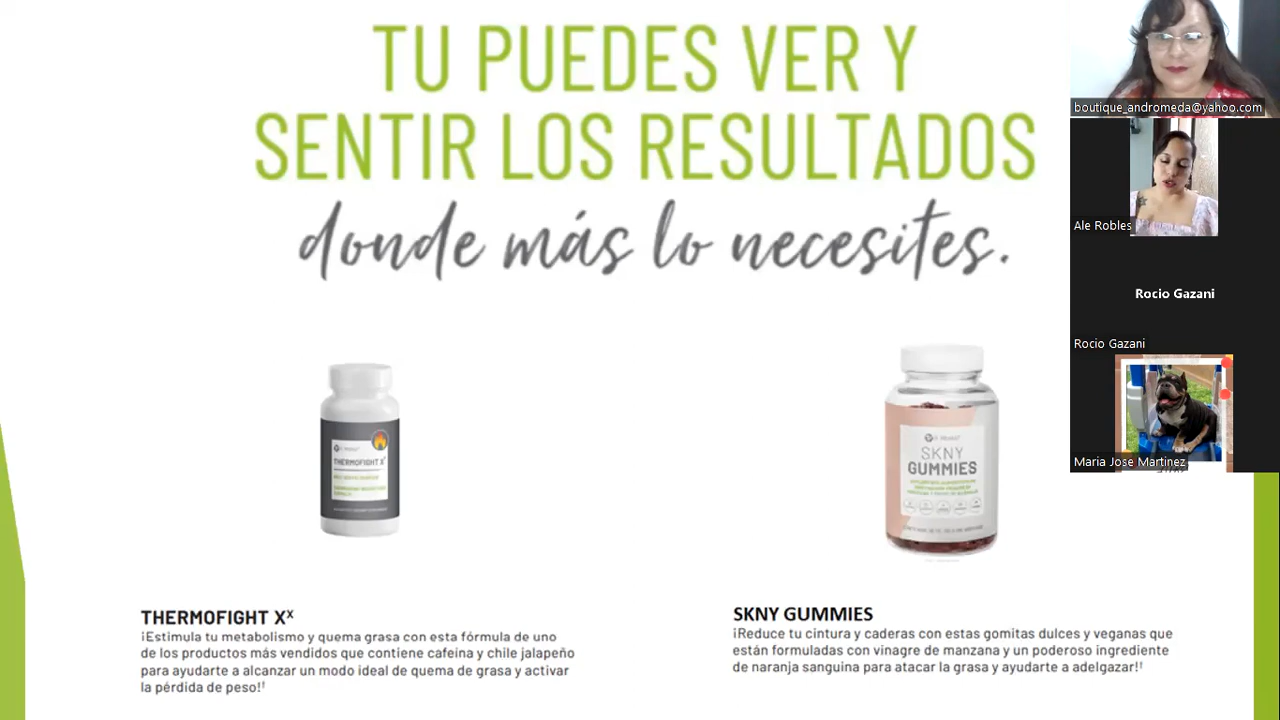 TU PUEDES VER Y
SENTIR LOS RESULTADOS
donde más lo necesites.
boutique_andromeda@yahoo.com
Ale Robles
Rocio Gazani
Rocio Gazani
Maria Jose Martinez
THERMOFIGHT X
SKNY
GUMMIES
THERMOFIGHT Xˣ
¡Estimula tu metabolismo y quema grasa con esta fórmula de uno
de los productos más vendidos que contiene cafeína y chile jalapeño
para ayudarte a alcanzar un modo ideal de quema de grasa y activar
la pérdida de peso!¹
SKNY GUMMIES
¡Reduce tu cintura y caderas con estas gomitas dulces y veganas que
están formuladas con vinagre de manzana y un poderoso ingrediente
de naranja sanguina para atacar la grasa y ayudarte a adelgazar!¹